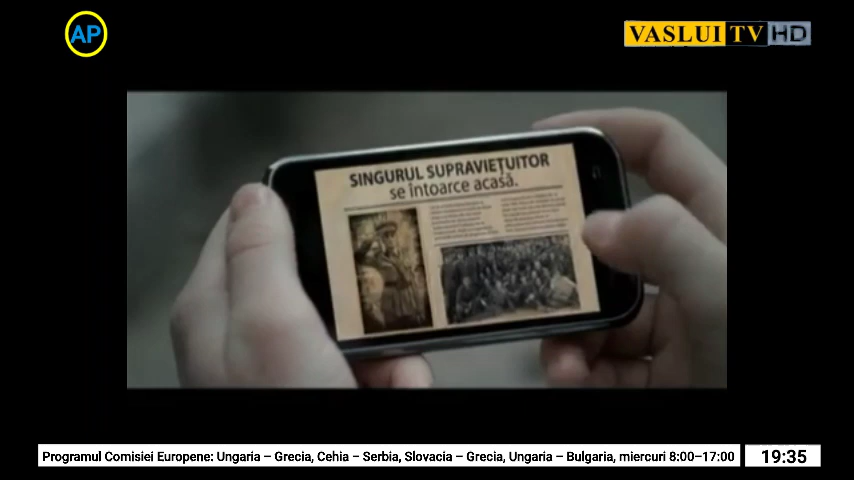 AP
VASLUI TV HD
SINGURUL SUPRAVIEȚUITOR
se întoarce acasă.
Programul Comisiei Europene: Ungaria – Grecia, Cehia – Serbia, Slovacia – Grecia, Ungaria – Bulgaria, miercuri 8:00–17:00
19:35